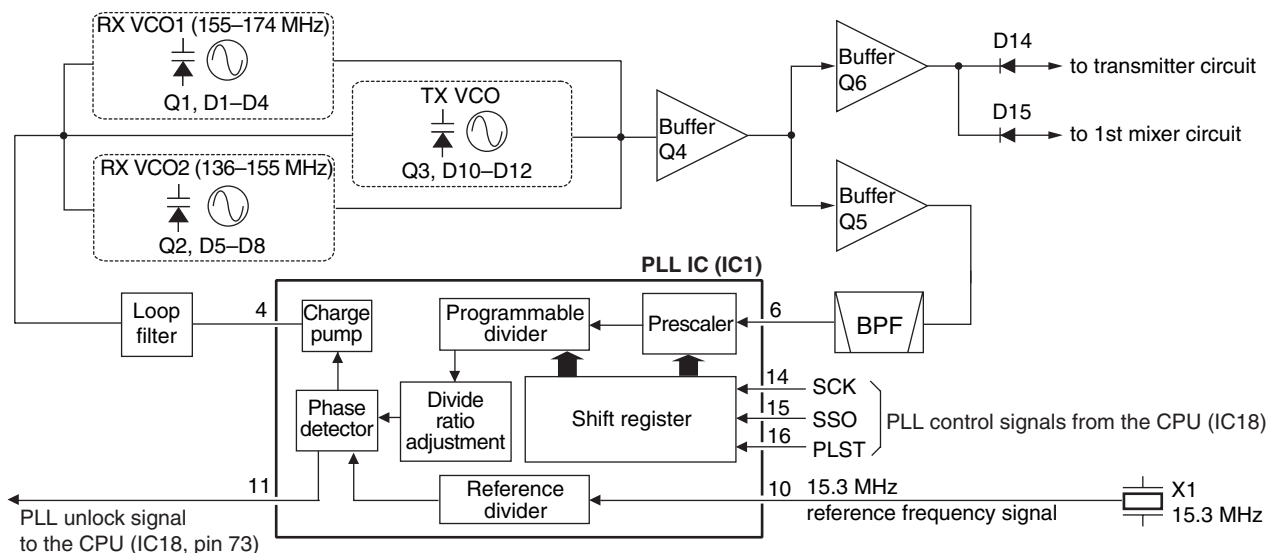 RX VCO1 (155–174 MHz)
Q1, D1–D4
TX VCO
Q3, D10–D12
RX VCO2 (136–155 MHz)
Q2, D5–D8
Buffer
Q4
Buffer
Q6
Buffer
Q5
D14
to transmitter circuit
D15
to 1st mixer circuit
PLL IC (IC1)
Loop
filter
4
Charge
pump
Programmable
divider
Prescaler
6
BPF
Phase
detector
Divide
ratio
adjustment
Shift register
14
SCK
15
SSO
16
PLST
PLL control signals from the CPU (IC18)
11
PLL unlock signal
to the CPU (IC18, pin 73)
Reference
divider
10
15.3 MHz
reference frequency signal
X1
15.3 MHz